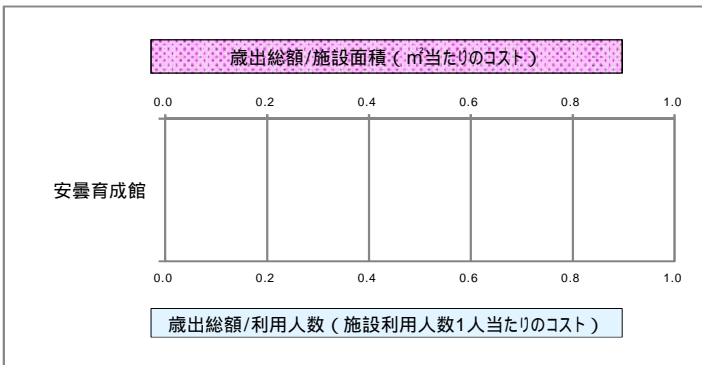 歳出総額/施設面積（㎡当たりのコスト）
0.0 0.2 0.4 0.6 0.8 1.0
安曇育成館
0.0 0.2 0.4 0.6 0.8 1.0
歳出総額/利用人数（施設利用人数1人当たりのコスト）